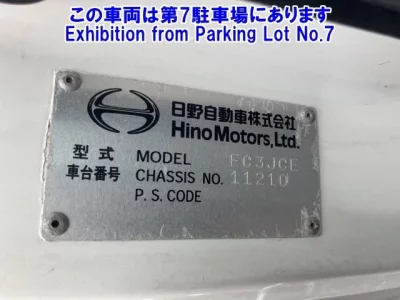 この車両は第7駐車場にあります
Exhibition from Parking Lot No.7
日野自動車株式会社
Hino Motors, Ltd.
型式 MODEL FC3JCE
車台番号 CHASSIS NO. 11210
P. S. CODE